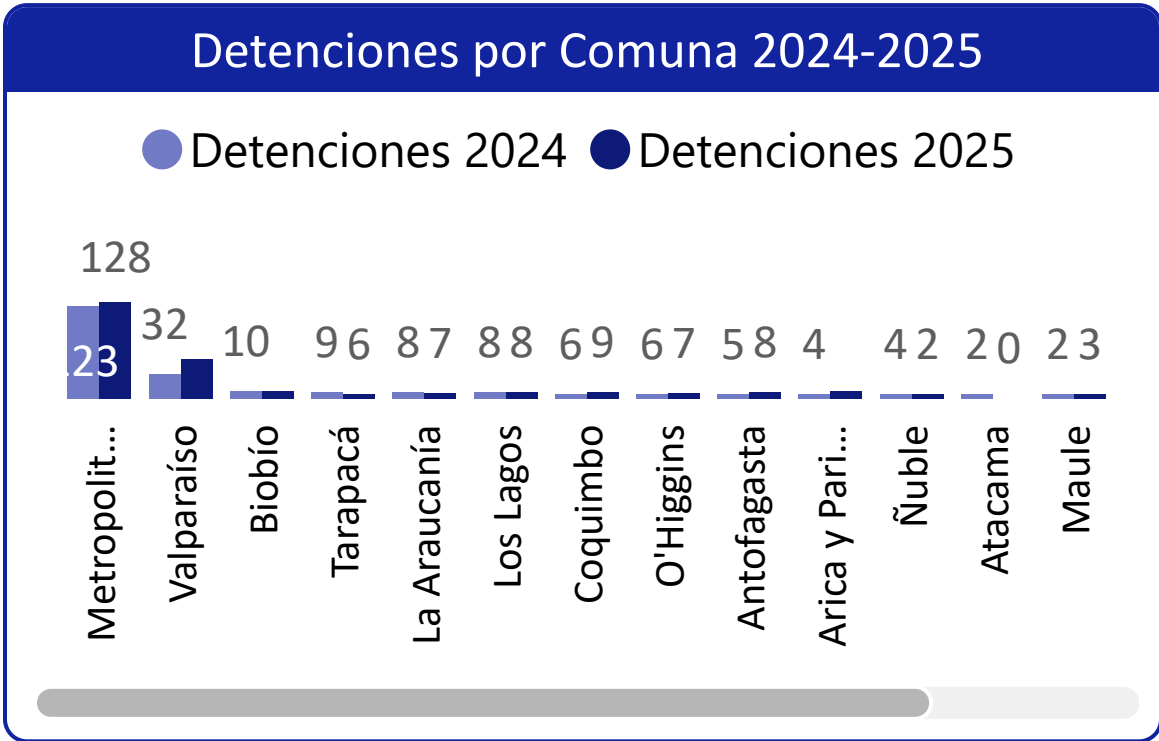 Detenciones por Comuna 2024-2025
Detenciones 2024 Detenciones 2025
128
32 10 9 6 8 7 8 8 6 9 6 7 5 8 4 4 2 2 0 2 3
23
Metropolit...
Valparaíso
Biobío
Tarapacá
La Araucanía
Los Lagos
Coquimbo
O'Higgins
Antofagasta
Arica y Pari...
Ñuble
Atacama
Maule